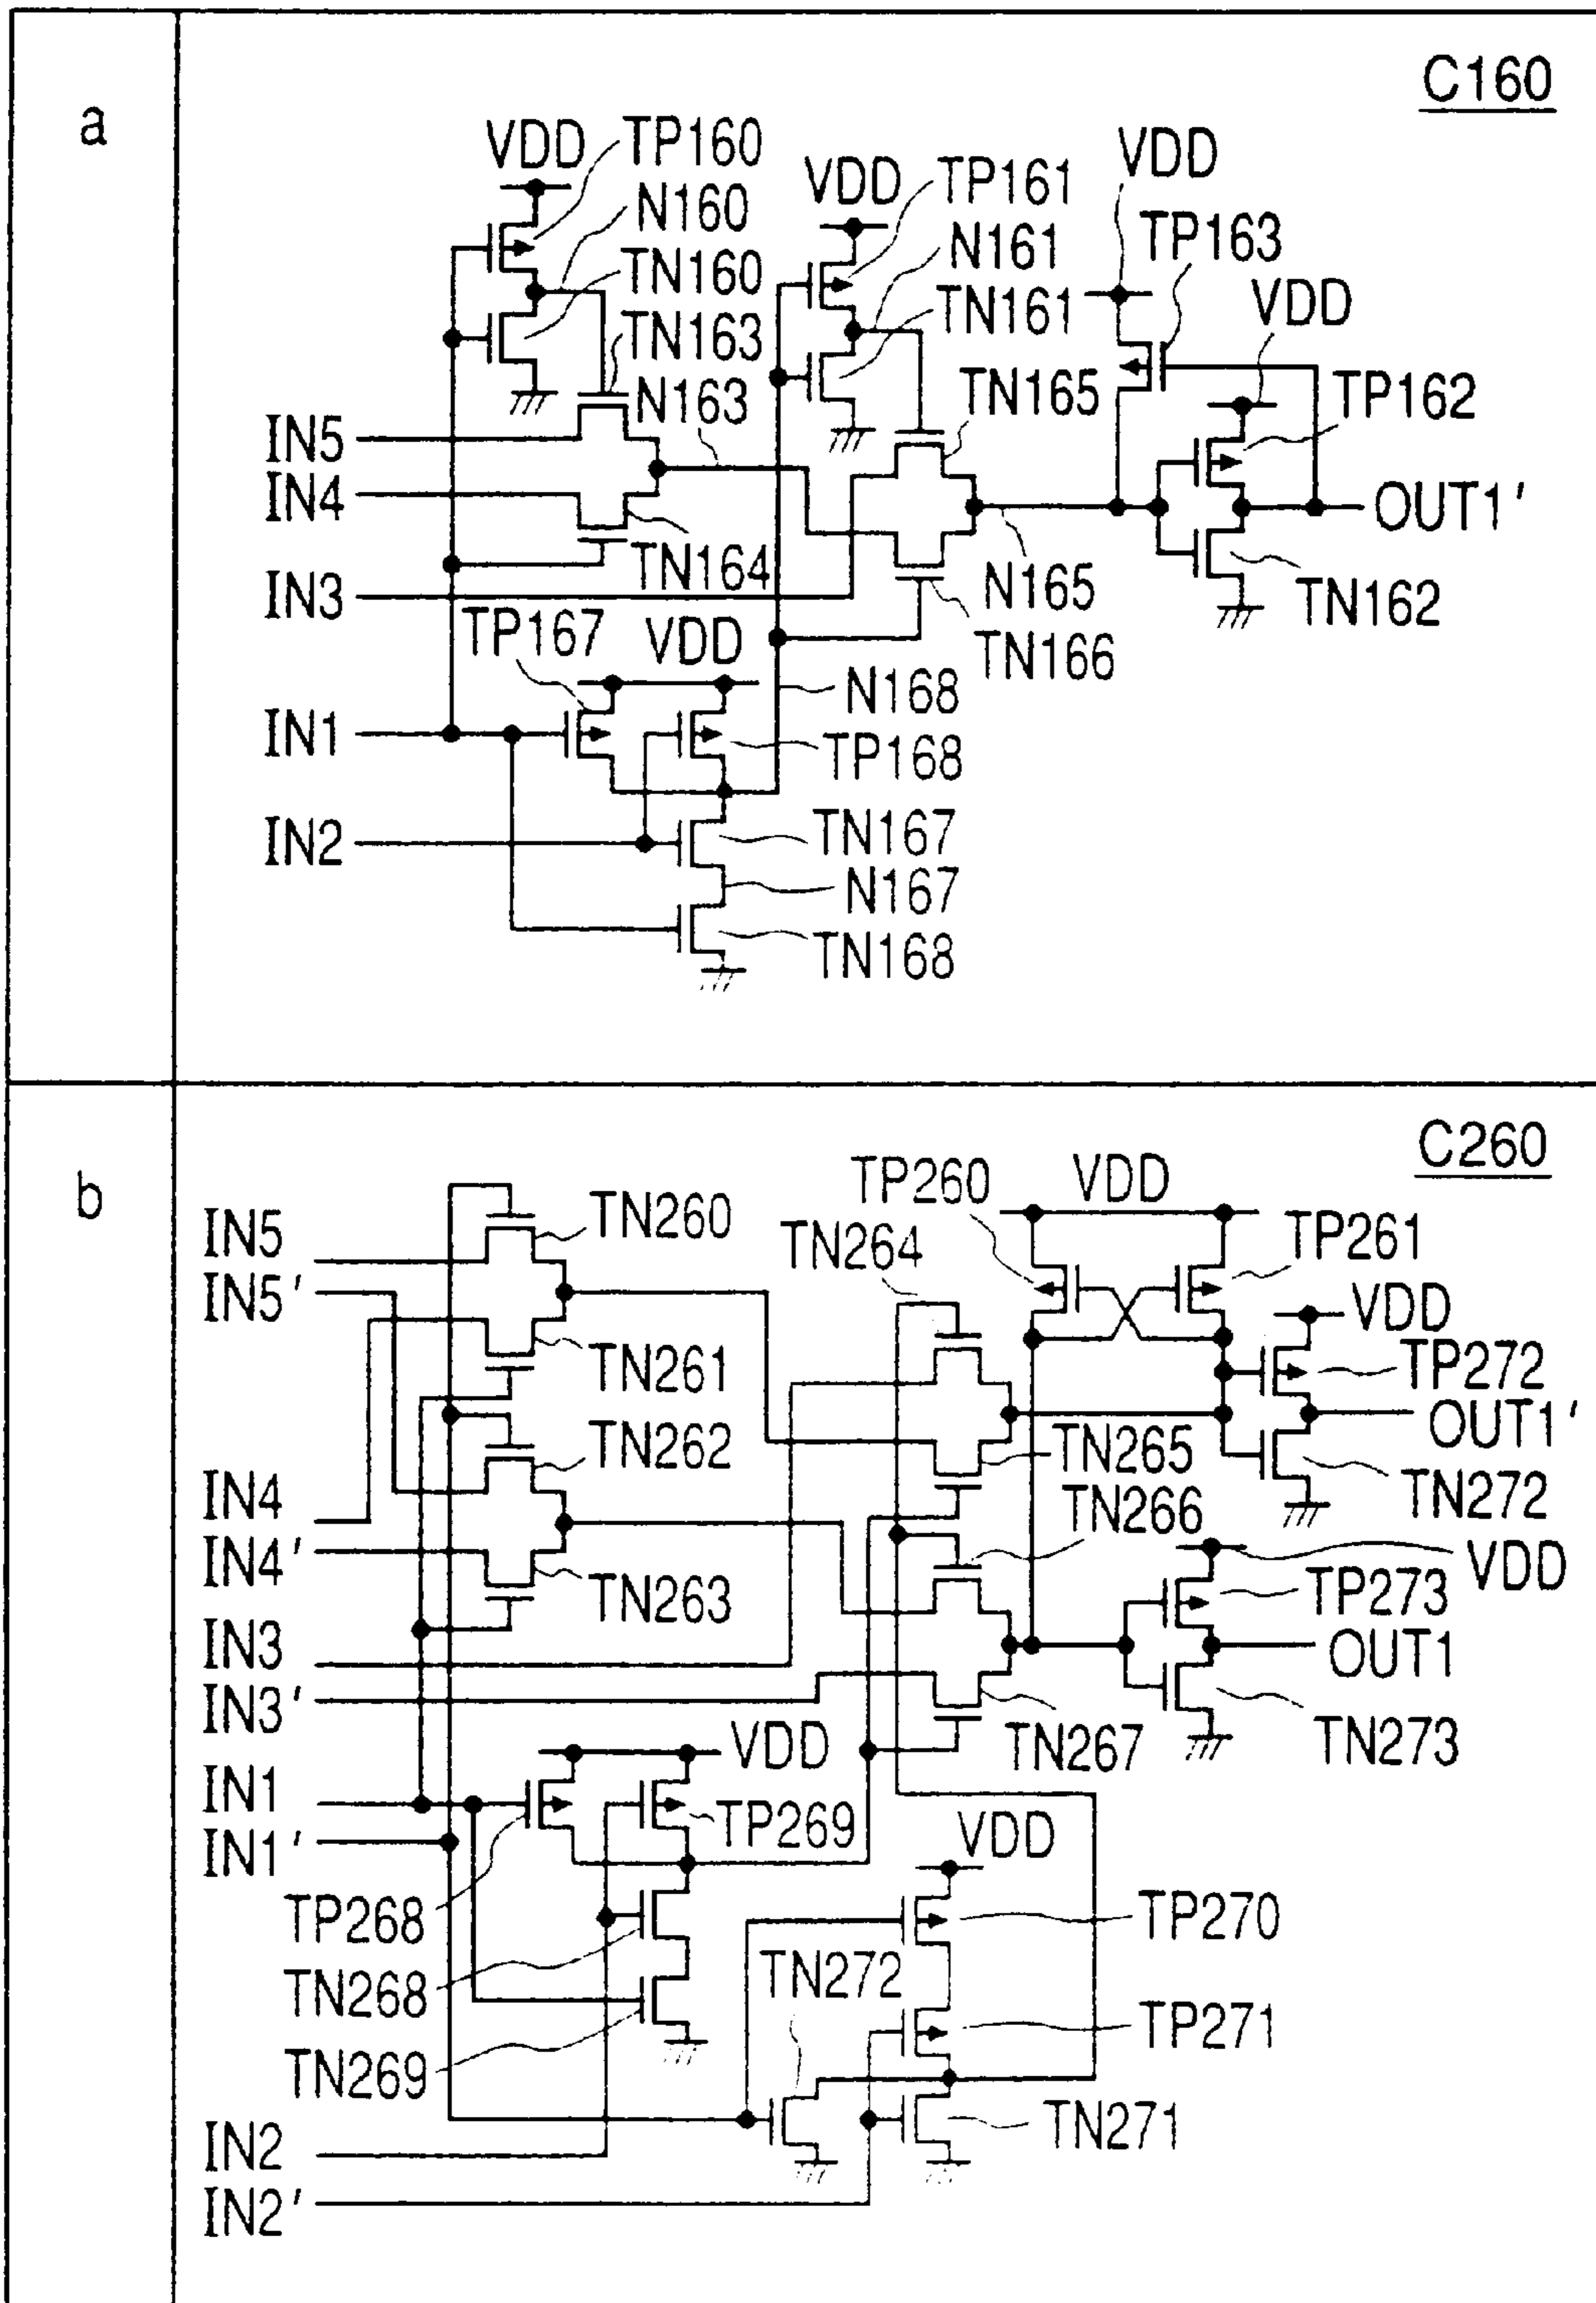 a
C160
VDD
TP160
N160
TN160
TN163
N163
VDD
TP161
N161
TN161
TN165
VDD
TP163
VDD
TP162
IN5
IN4
TN164
IN3
OUT1'
N165
TN162
TN166
TP167
VDD
N168
IN1
TP168
IN2
TN167
N167
TN168
b
C260
IN5
IN5'
TN260
TP260
VDD
TN264
TP261
VDD
TN261
TP272
TN262
OUT1'
TN265
TN272
IN4
IN4'
TN266
VDD
TN263
TP273
IN3
OUT1
IN3'
TN267
TN273
VDD
IN1
TP269
VDD
IN1'
TP268
TP270
TN268
TN272
TP271
TN269
TN271
IN2
IN2'